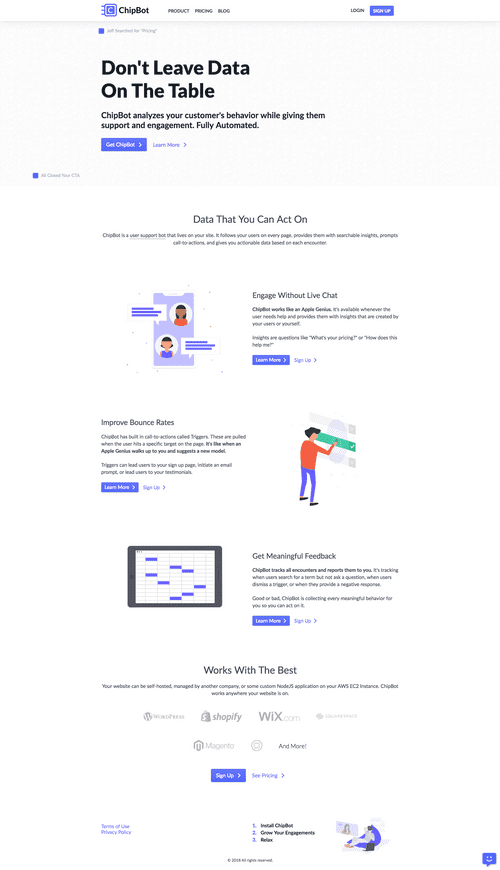 ChipBot
PRODUCT PRICING BLOG
LOGIN SIGN UP
Jeff Searched for "Pricing"
Don't Leave Data
On The Table
ChipBot analyzes your customer's behavior while giving them
support and engagement. Fully Automated.
Get ChipBot Learn More
Ali Closed Your CTA
Data That You Can Act On
ChipBot is a user support bot that lives on your site. It follows your users on every page, provides them with searchable insights, prompts
call-to-actions, and gives you actionable data based on each encounter.
Engage Without Live Chat
ChipBot works like an Apple Genius. It's available whenever the
user needs help and provides them with insights that are created by
your users or yourself.
Insights are questions like "What's your pricing?" or "How does this
help me?"
Learn More Sign Up
Improve Bounce Rates
ChipBot has built in call-to-actions called Triggers. These are pulled
when the user hits a specific target on the page. It's like when an
Apple Genius walks up to you and suggests a new model.
Triggers can lead users to your sign up page, initiate an email
prompt, or lead users to your testimonials.
Learn More Sign Up
Get Meaningful Feedback
ChipBot tracks all encounters and reports them to you. It's tracking
when users search for a term but not ask a question, when users
dismiss a trigger, or when they provide a negative response.
Good or bad, ChipBot is collecting every meaningful behavior for
you so you can act on it.
Learn More Sign Up
Works With The Best
Your website can be self-hosted, managed by another company, or some custom NodeJS application on your AWS EC2 Instance. ChipBot
works anywhere your website is on.
WordPress shopify WiX.com SQUARESPACE
Magento And More!
Sign Up See Pricing
Terms of Use
Privacy Policy
1. Install ChipBot
2. Grow Your Engagements
3. Relax
© 2018 All rights reserved.